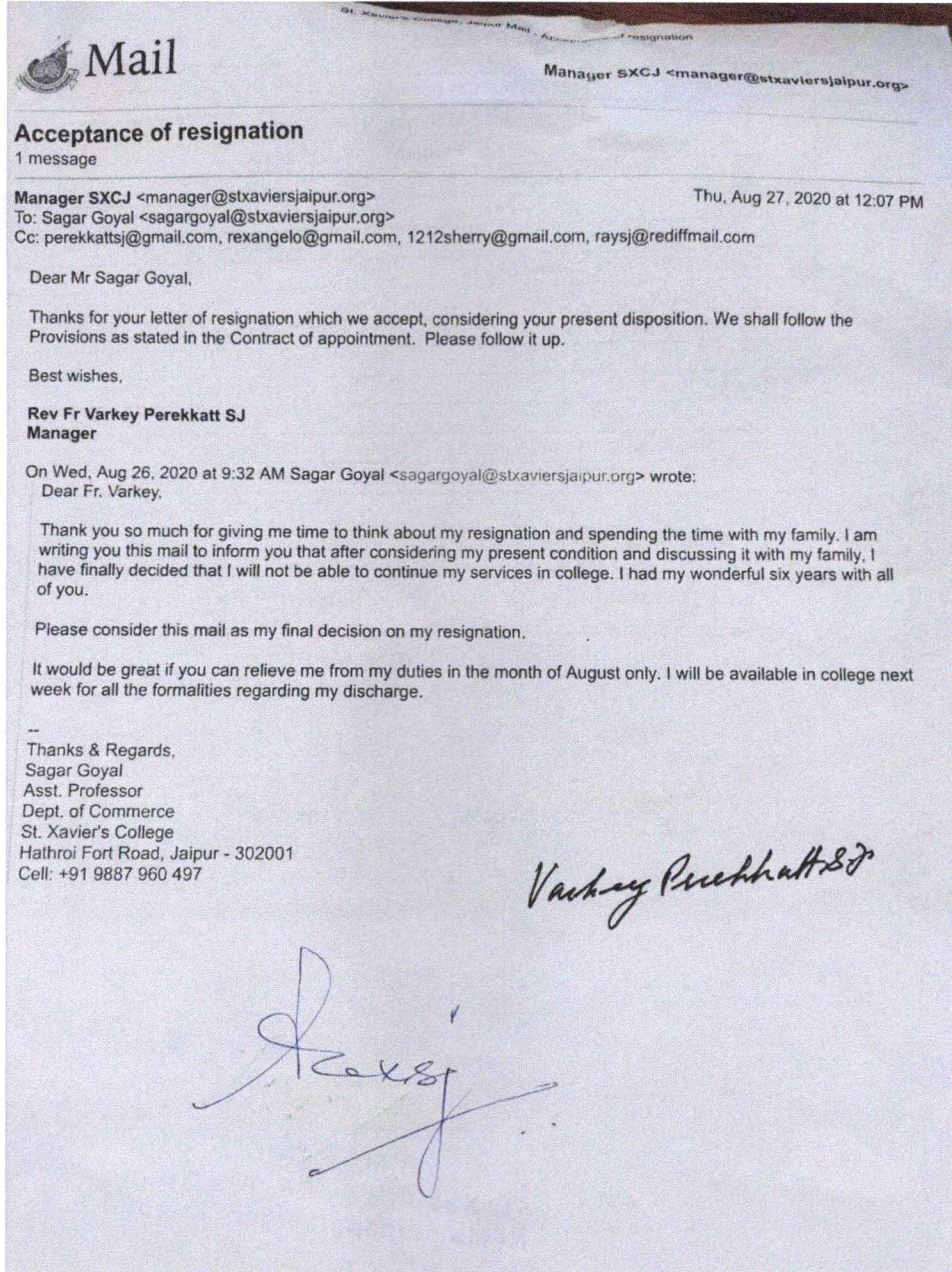 St. Xavier's College, Jaipur Mail - Acceptance of resignation
Mail
Manager SXCJ <manager@stxaviersjaipur.org>
Acceptance of resignation
1 message
Manager SXCJ <manager@stxaviersjaipur.org>
Thu, Aug 27, 2020 at 12:07 PM
To: Sagar Goyal <sagargoyal@stxaviersjaipur.org>
Cc: perekkattsj@gmail.com, rexangelo@gmail.com, 1212sherry@gmail.com, raysj@rediffmail.com
Dear Mr Sagar Goyal,
Thanks for your letter of resignation which we accept, considering your present disposition. We shall follow the
Provisions as stated in the Contract of appointment. Please follow it up.
Best wishes,
Rev Fr Varkey Perekkatt SJ
Manager
On Wed, Aug 26, 2020 at 9:32 AM Sagar Goyal <sagargoyal@stxaviersjaipur.org> wrote:
Dear Fr. Varkey,
Thank you so much for giving me time to think about my resignation and spending the time with my family. I am
writing you this mail to inform you that after considering my present condition and discussing it with my family, I
have finally decided that I will not be able to continue my services in college. I had my wonderful six years with all
of you.
Please consider this mail as my final decision on my resignation.
It would be great if you can relieve me from my duties in the month of August only. I will be available in college next
week for all the formalities regarding my discharge.
--
Thanks & Regards,
Sagar Goyal
Asst. Professor
Dept. of Commerce
St. Xavier's College
Hathroi Fort Road, Jaipur - 302001
Cell: +91 9887 960 497
Varkey Perekkatt SJ